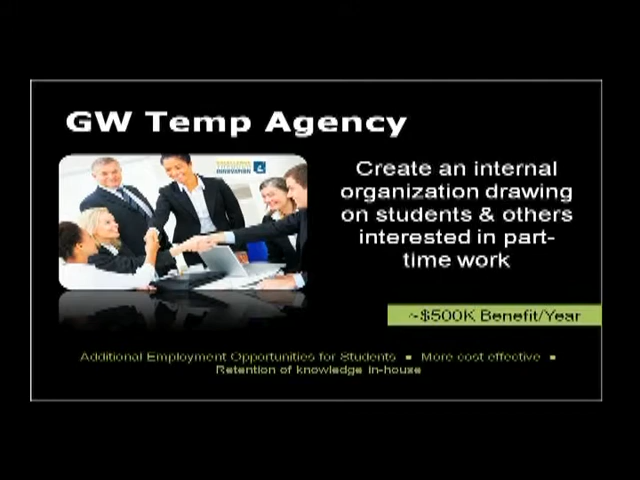 GW Temp Agency
INNOVATION
Create an internal
organization drawing
on students & others
interested in part-
time work
~$500K Benefit/Year
Additional Employment Opportunities for Students ▪ More cost effective ▪
Retention of knowledge in-house